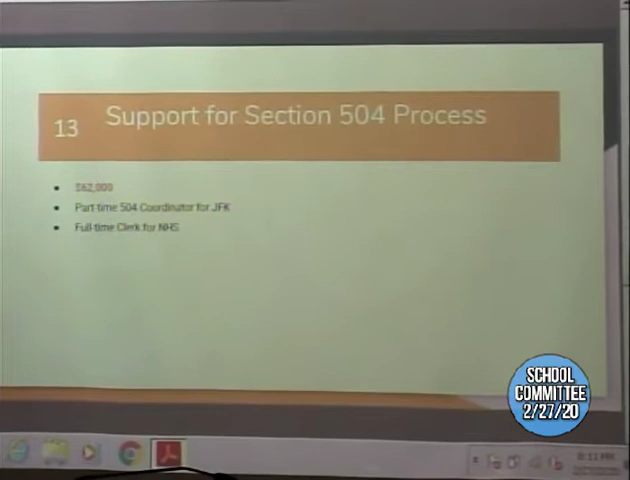 13
Support for Section 504 Process
$62,000
Part-time 504 Coordinator for JFK
Full-time Clerk for NHS
SCHOOL
COMMITTEE
2/27/20